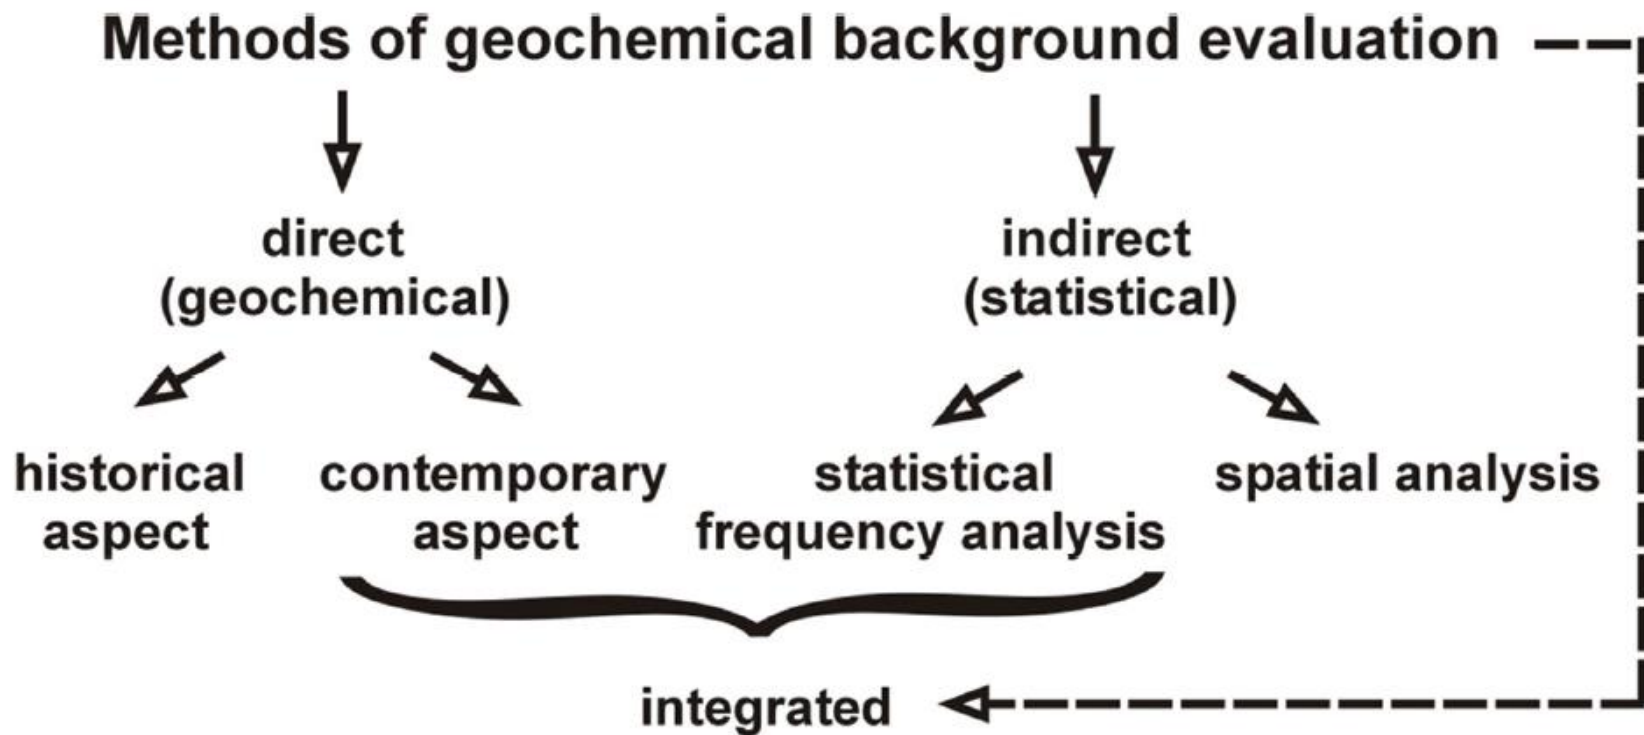 Methods of geochemical background evaluation
direct
(geochemical)
indirect
(statistical)
historical
aspect
contemporary
aspect
statistical
frequency analysis
spatial analysis
integrated